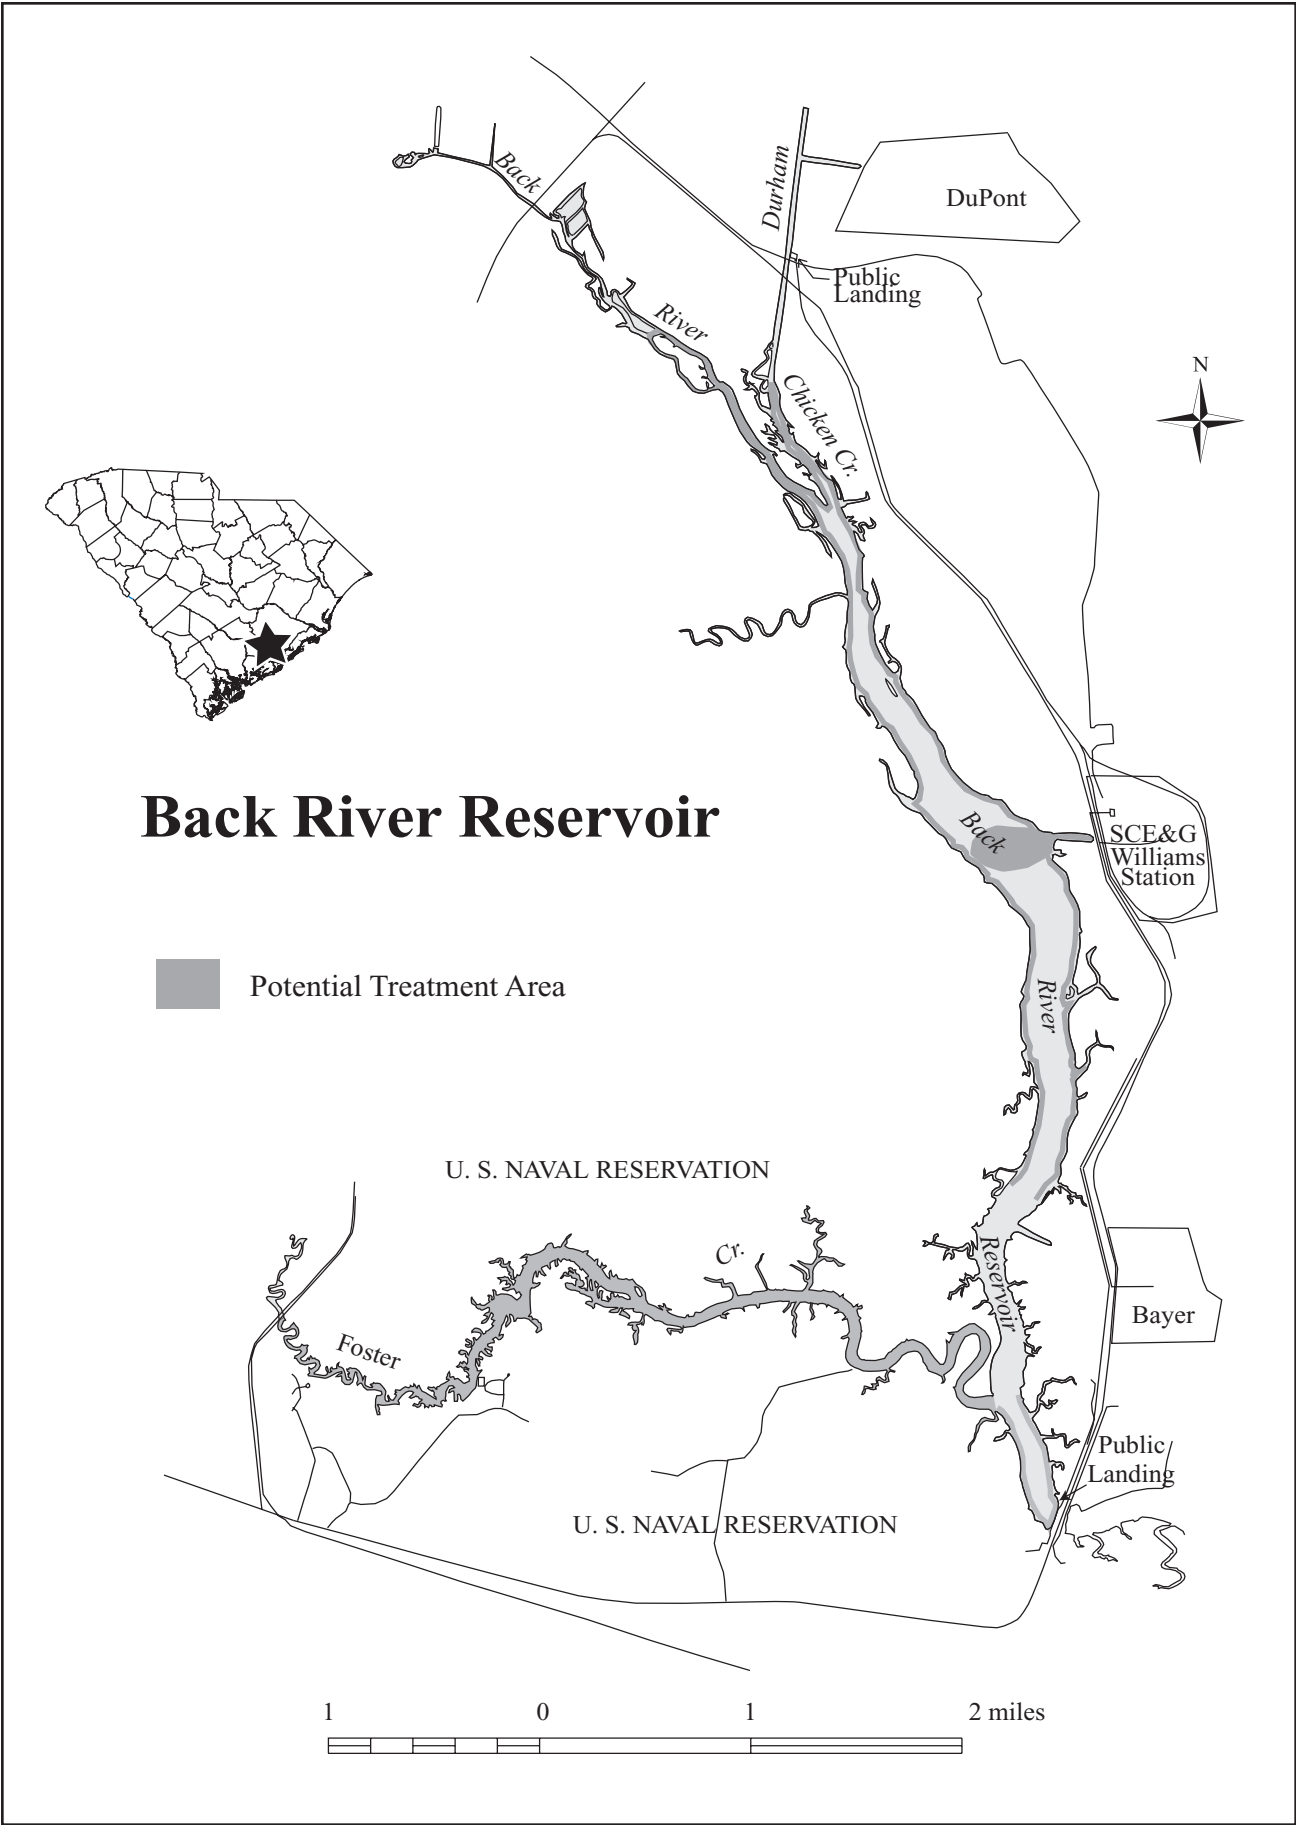 Back
Durham
DuPont
Public
Landing
River
Chicken Cr.
N
Back River Reservoir
Back
SCE&G
Williams
Station
Potential Treatment Area
River
U. S. NAVAL RESERVATION
Cr.
Reservoir
Foster
Bayer
Public
Landing
U. S. NAVAL RESERVATION
1 0 1 2 miles